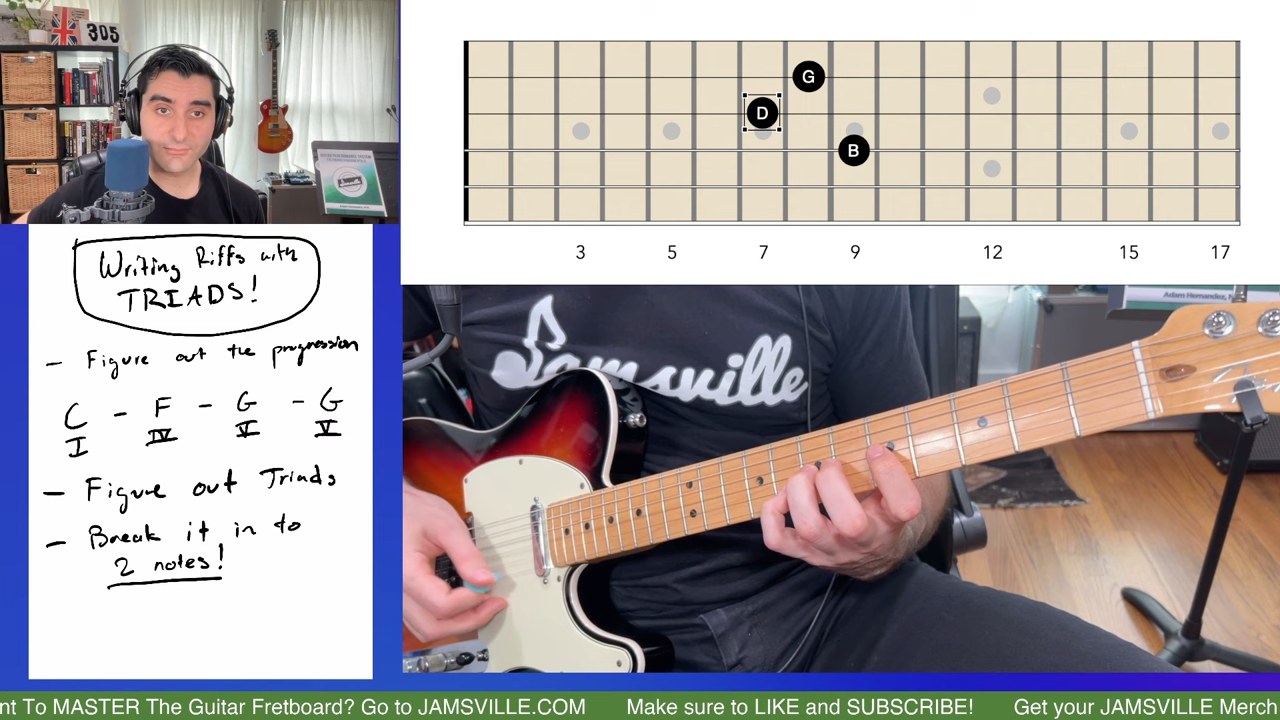 305
G
D
B
3 5 7 9 12 15 17
Writing Riffs with
TRIADS!
- Figure out the progression
C - F - G - G
I IV V V
- Figure out Triads
- Break it in to
2 notes!
Jamsville
Adam Hernandez,
nt To MASTER The Guitar Fretboard? Go to JAMSVILLE.COM Make sure to LIKE and SUBSCRIBE! Get your JAMSVILLE Merch